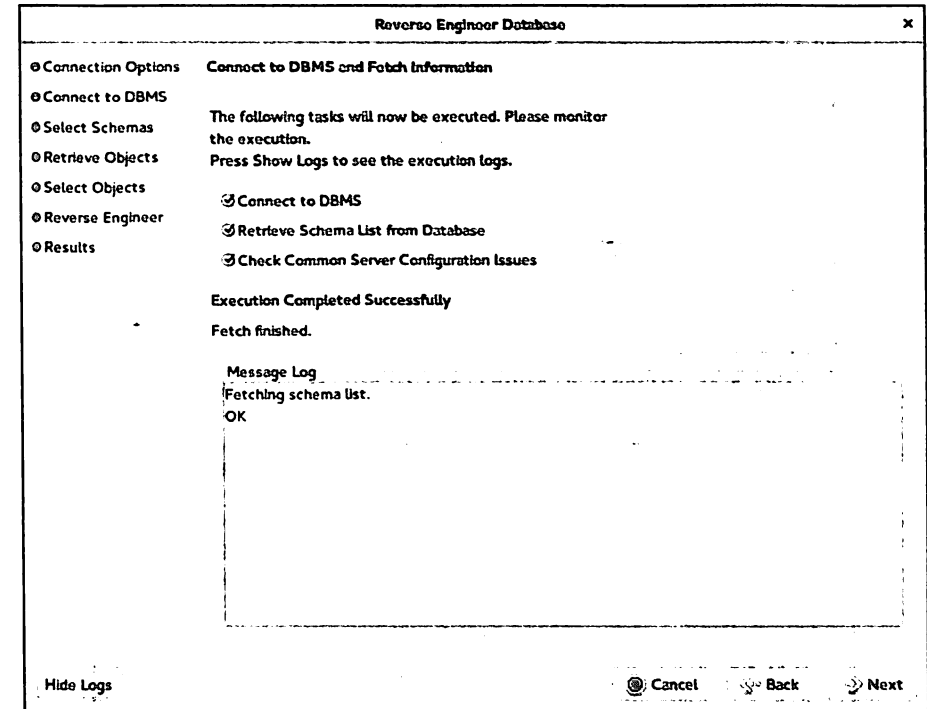 Reverse Engineer Database
Connection Options
Connect to DBMS
Select Schemas
Retrieve Objects
Select Objects
Reverse Engineer
Results
Connect to DBMS and Fetch Information
The following tasks will now be executed. Please monitor
the execution.
Press Show Logs to see the execution logs.
Connect to DBMS
Retrieve Schema List from Database
Check Common Server Configuration Issues
Execution Completed Successfully
Fetch finished.
Message Log
Fetching schema list.
OK
Hide Logs
Cancel
Back
Next